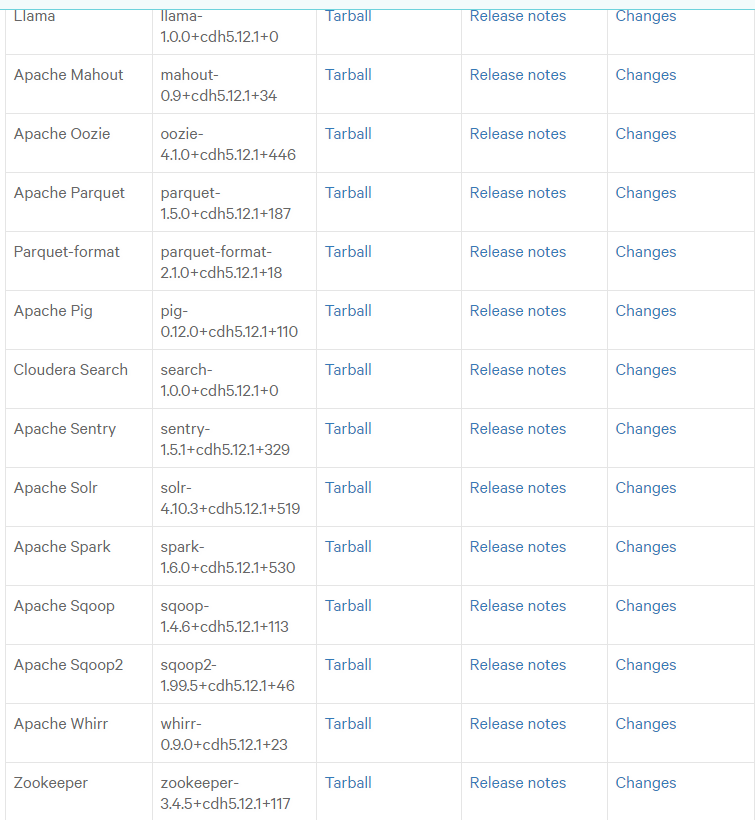 Llama llama- Tarball Release notes Changes
1.0.0+cdh5.12.1+0
Apache Mahout mahout- Tarball Release notes Changes
0.9+cdh5.12.1+34
Apache Oozie oozie- Tarball Release notes Changes
4.1.0+cdh5.12.1+446
Apache Parquet parquet- Tarball Release notes Changes
1.5.0+cdh5.12.1+187
Parquet-format parquet-format- Tarball Release notes Changes
2.1.0+cdh5.12.1+18
Apache Pig pig- Tarball Release notes Changes
0.12.0+cdh5.12.1+110
Cloudera Search search- Tarball Release notes Changes
1.0.0+cdh5.12.1+0
Apache Sentry sentry- Tarball Release notes Changes
1.5.1+cdh5.12.1+329
Apache Solr solr- Tarball Release notes Changes
4.10.3+cdh5.12.1+519
Apache Spark spark- Tarball Release notes Changes
1.6.0+cdh5.12.1+530
Apache Sqoop sqoop- Tarball Release notes Changes
1.4.6+cdh5.12.1+113
Apache Sqoop2 sqoop2- Tarball Release notes Changes
1.99.5+cdh5.12.1+46
Apache Whirr whirr- Tarball Release notes Changes
0.9.0+cdh5.12.1+23
Zookeeper zookeeper- Tarball Release notes Changes
3.4.5+cdh5.12.1+117